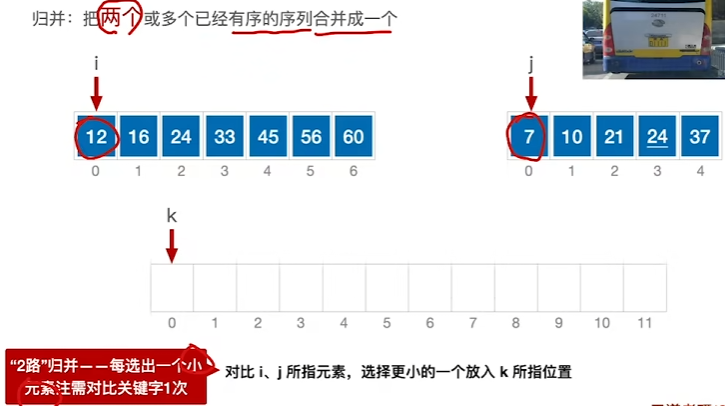 归并：把两个或多个已经有序的序列合并成一个
i
j
12 16 24 33 45 56 60
7 10 21 24 37
0 1 2 3 4 5 6
0 1 2 3 4
k
0 1 2 3 4 5 6 7 8 9 10 11
“2路”归并——每选出一个小
元素注需对比关键字1次
对比 i、j 所指元素，选择更小的一个放入 k 所指位置